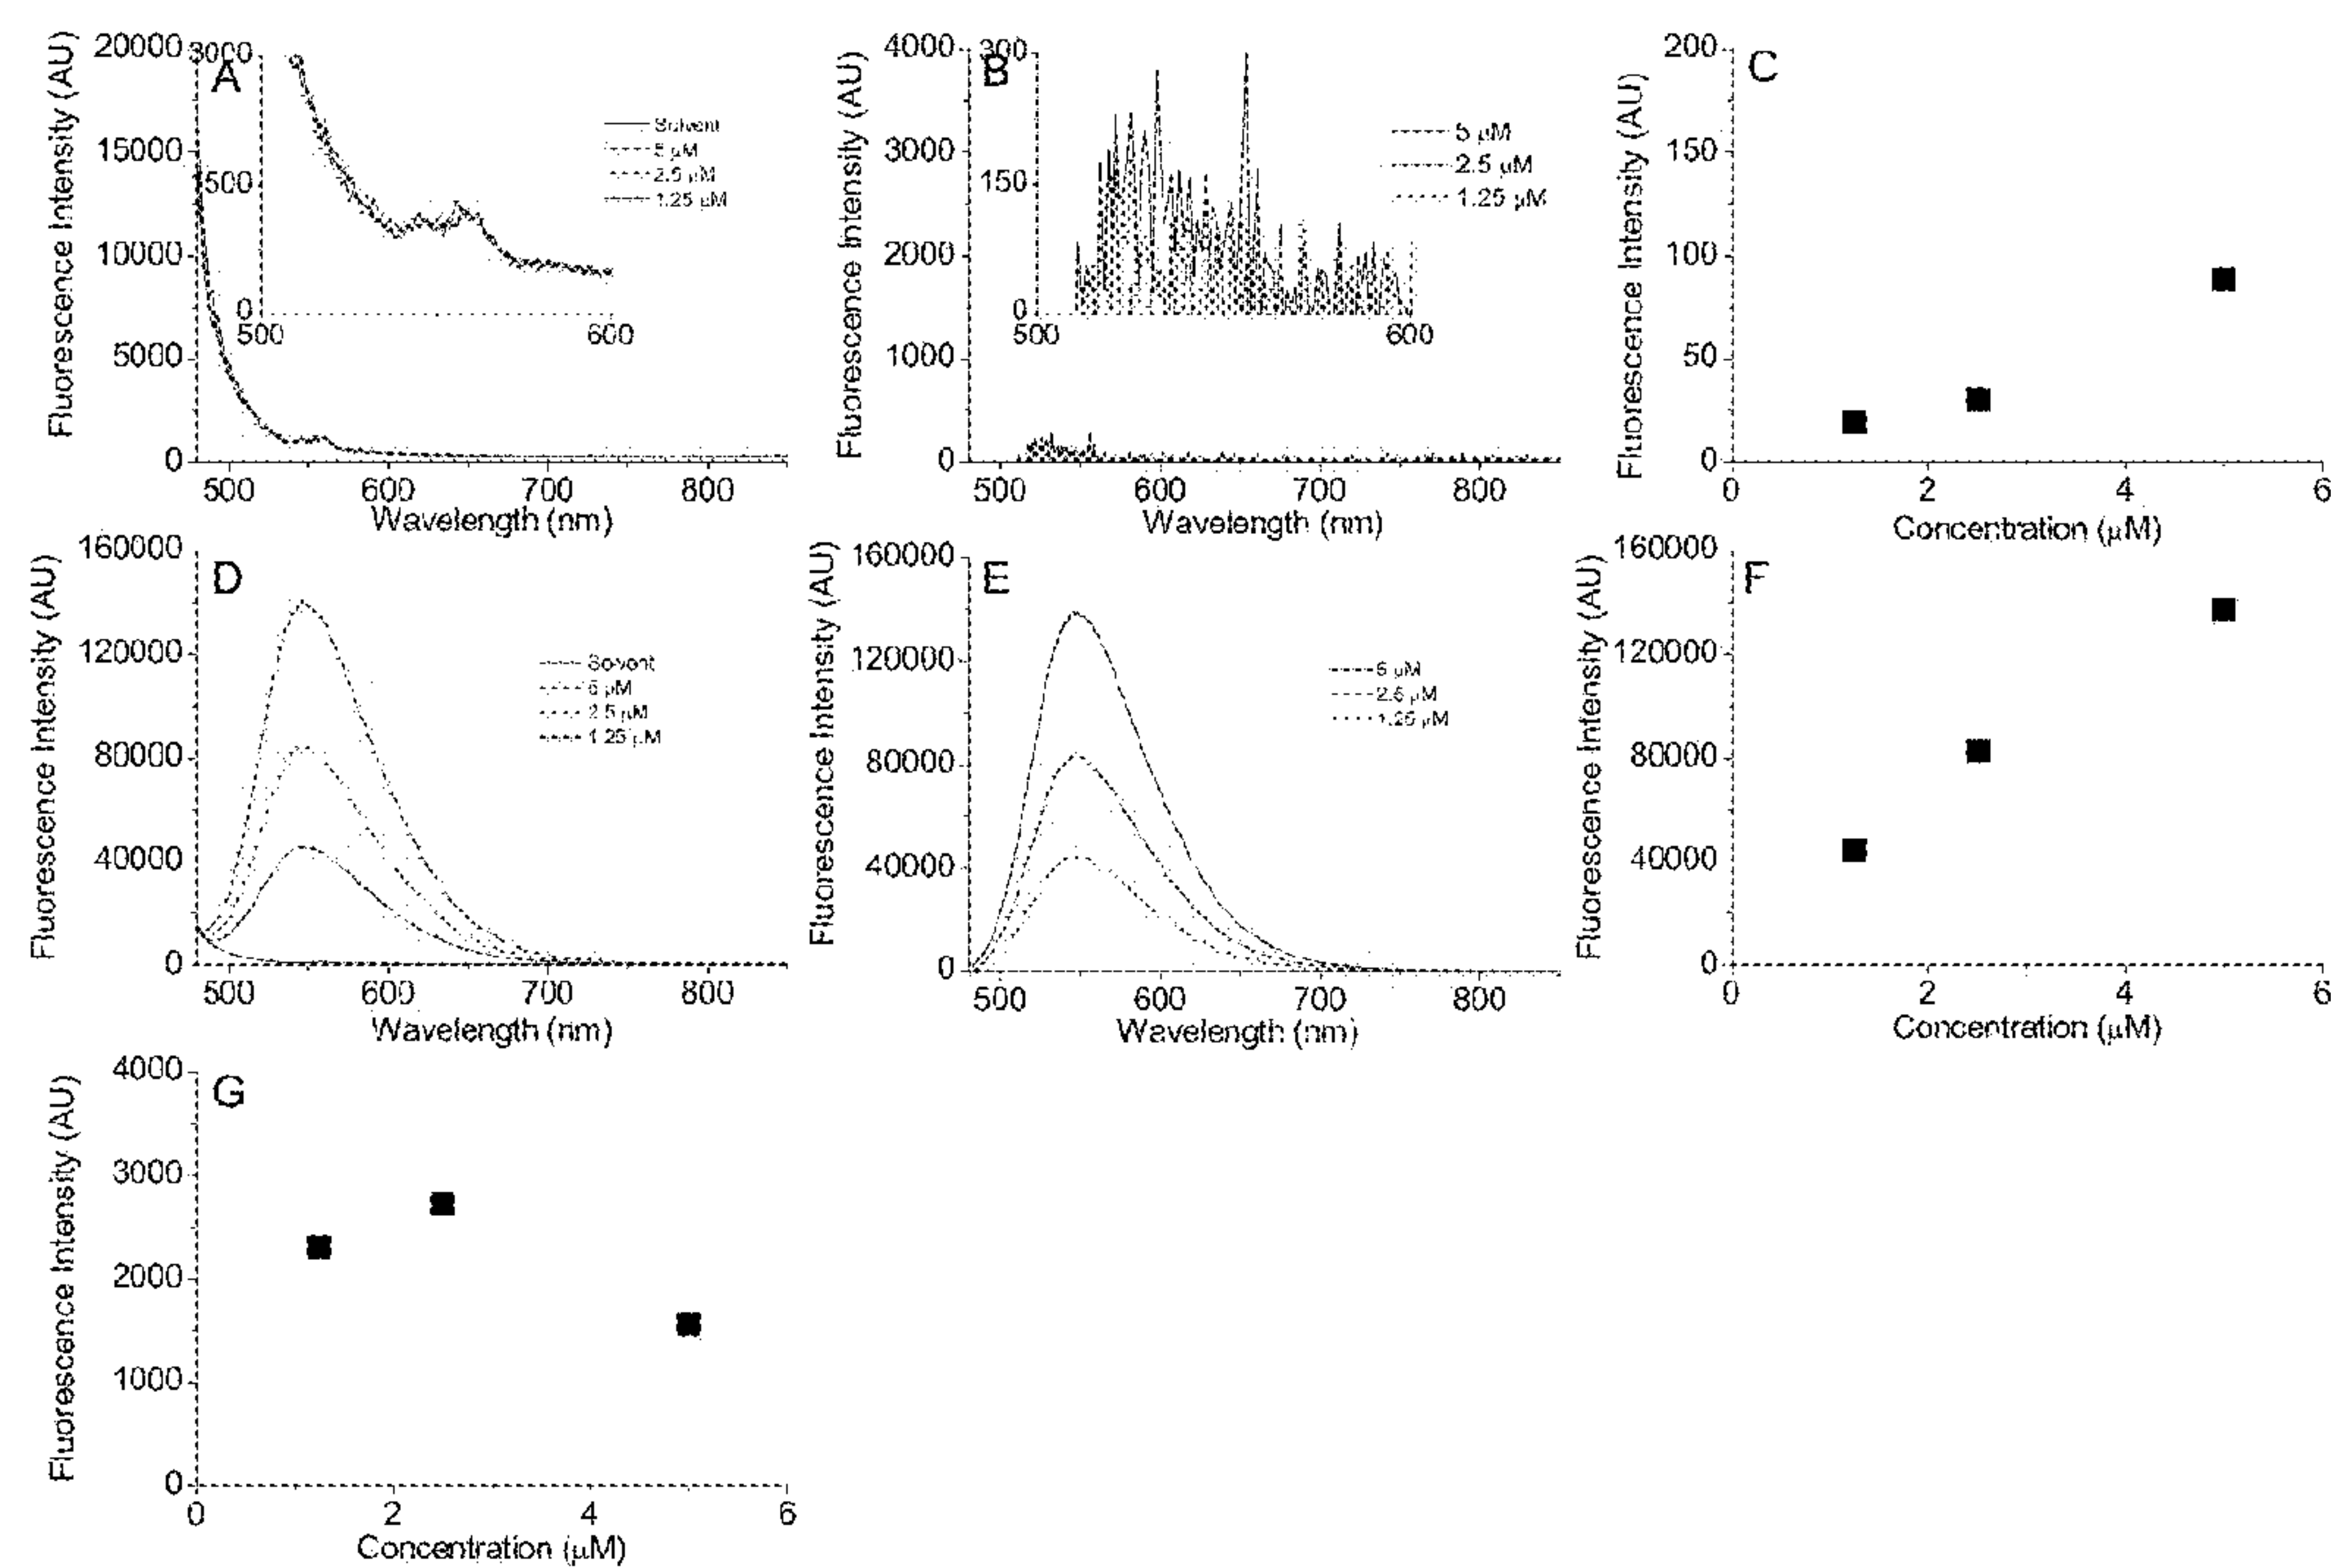 A
Fluorescence Intensity (AU)
20000
15000
10000
5000
0
500 600 700 800
Wavelength (nm)
3000
500
0
500 600
Solvent
5 µM
2.5 µM
1.25 µM
B
Fluorescence Intensity (AU)
4000
3000
2000
1000
0
500 600 700 800
Wavelength (nm)
300
150
0
500 600
5 µM
2.5 µM
1.25 µM
C
Fluorescence Intensity (AU)
200
150
100
50
0
0 2 4 6
Concentration (µM)
D
Fluorescence Intensity (AU)
160000
120000
80000
40000
0
500 600 700 800
Wavelength (nm)
Solvent
5 µM
2.5 µM
1.25 µM
E
Fluorescence Intensity (AU)
160000
120000
80000
40000
0
500 600 700 800
Wavelength (nm)
5 µM
2.5 µM
1.25 µM
F
Fluorescence Intensity (AU)
160000
120000
80000
40000
0
0 2 4 6
Concentration (µM)
G
Fluorescence Intensity (AU)
4000
3000
2000
1000
0
0 2 4 6
Concentration (µM)